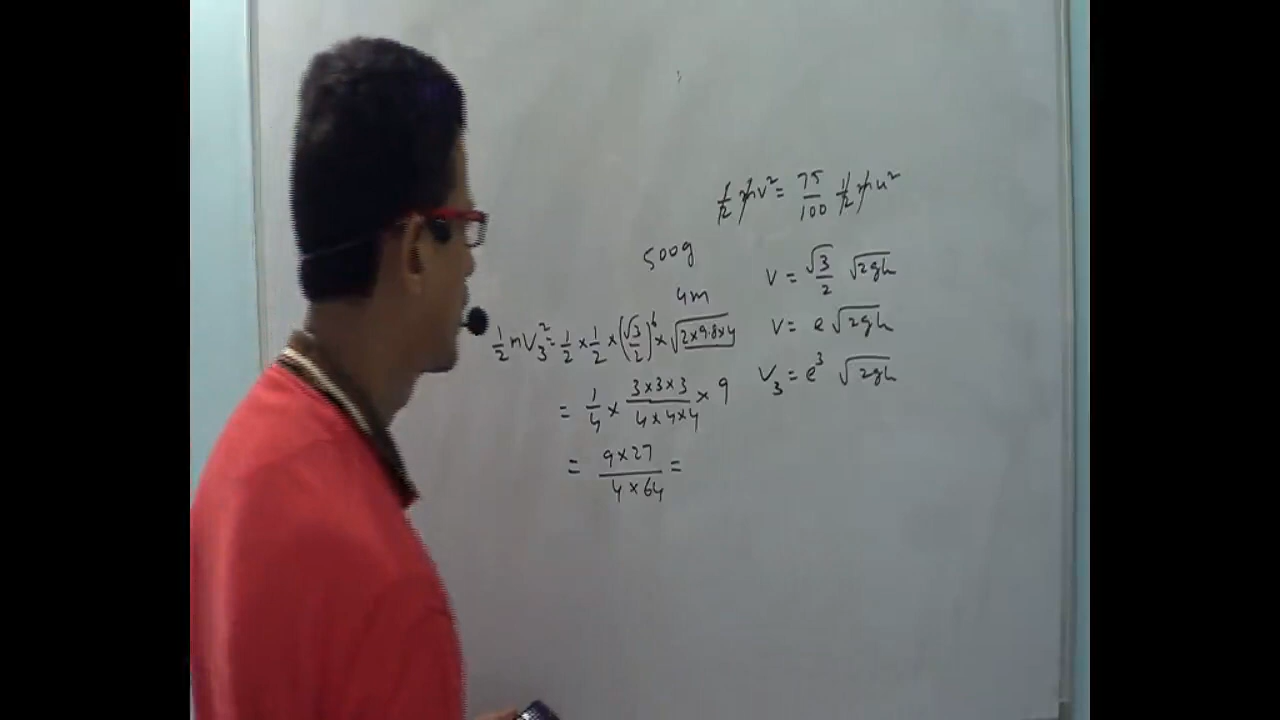 ½ mv² = 75/100 ½ mu²
500g
v = √3/2 √2gh
4m
½ mV₃² = ½ × ½ × (√3/2)⁶ × √2×9.8×4
v = e √2gh
V₃ = e³ √2gh
= 1/4 × 3×3×3/4×4×4 × 9
= 9×27/4×64 =